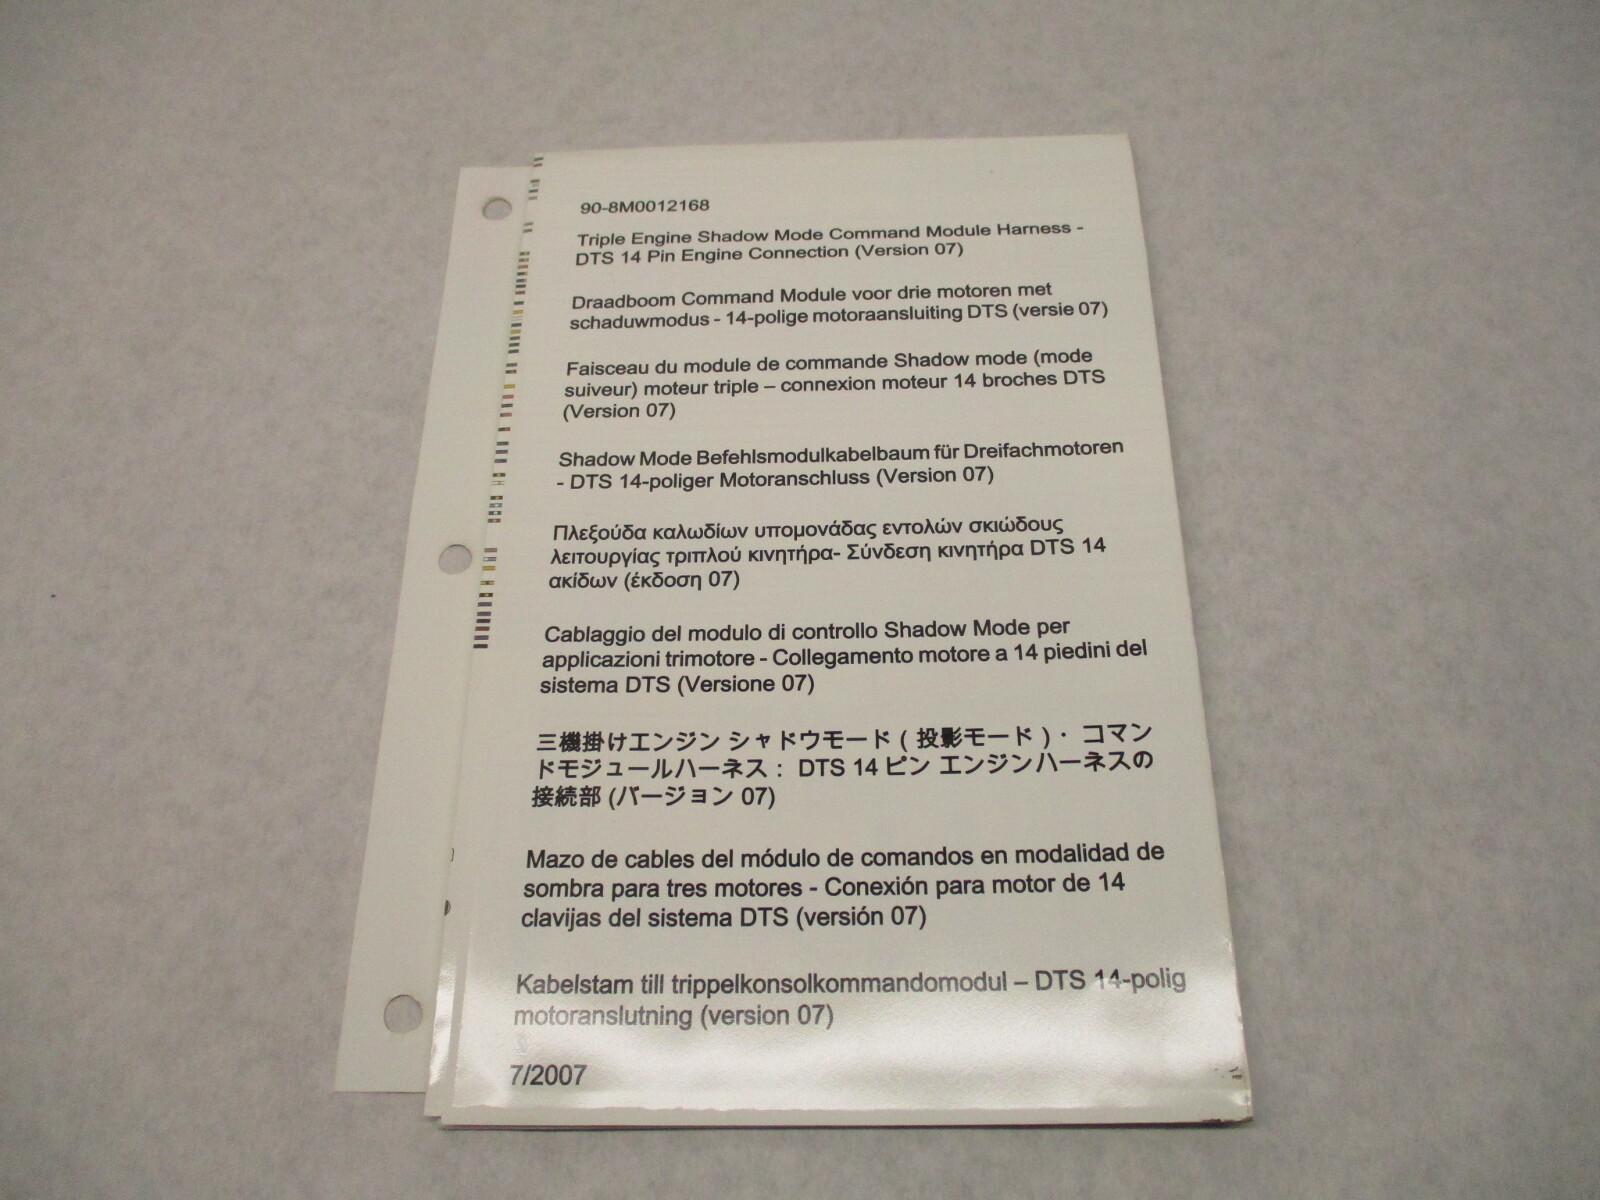 90-8M0012168
Triple Engine Shadow Mode Command Module Harness -
DTS 14 Pin Engine Connection (Version 07)
Draadboom Command Module voor drie motoren met
schaduwmodus - 14-polige motoraansluiting DTS (versie 07)
Faisceau du module de commande Shadow mode (mode
suiveur) moteur triple – connexion moteur 14 broches DTS
(Version 07)
Shadow Mode Befehlsmodulkabelbaum für Dreifachmotoren
- DTS 14-poliger Motoranschluss (Version 07)
Πλεξούδα καλωδίων υπομονάδας εντολών σκιώδους
λειτουργίας τριπλού κινητήρα- Σύνδεση κινητήρα DTS 14
ακίδων (έκδοση 07)
Cablaggio del modulo di controllo Shadow Mode per
applicazioni trimotore - Collegamento motore a 14 piedini del
sistema DTS (Versione 07)
三機掛けエンジン シャドウモード ( 投影モード )・ コマン
ドモジュールハーネス : DTS 14 ピン エンジンハーネスの
接続部 (バージョン 07)
Mazo de cables del módulo de comandos en modalidad de
sombra para tres motores - Conexión para motor de 14
clavijas del sistema DTS (versión 07)
Kabelstam till trippelkonsolkommandomodul – DTS 14-polig
motoranslutning (version 07)
7/2007